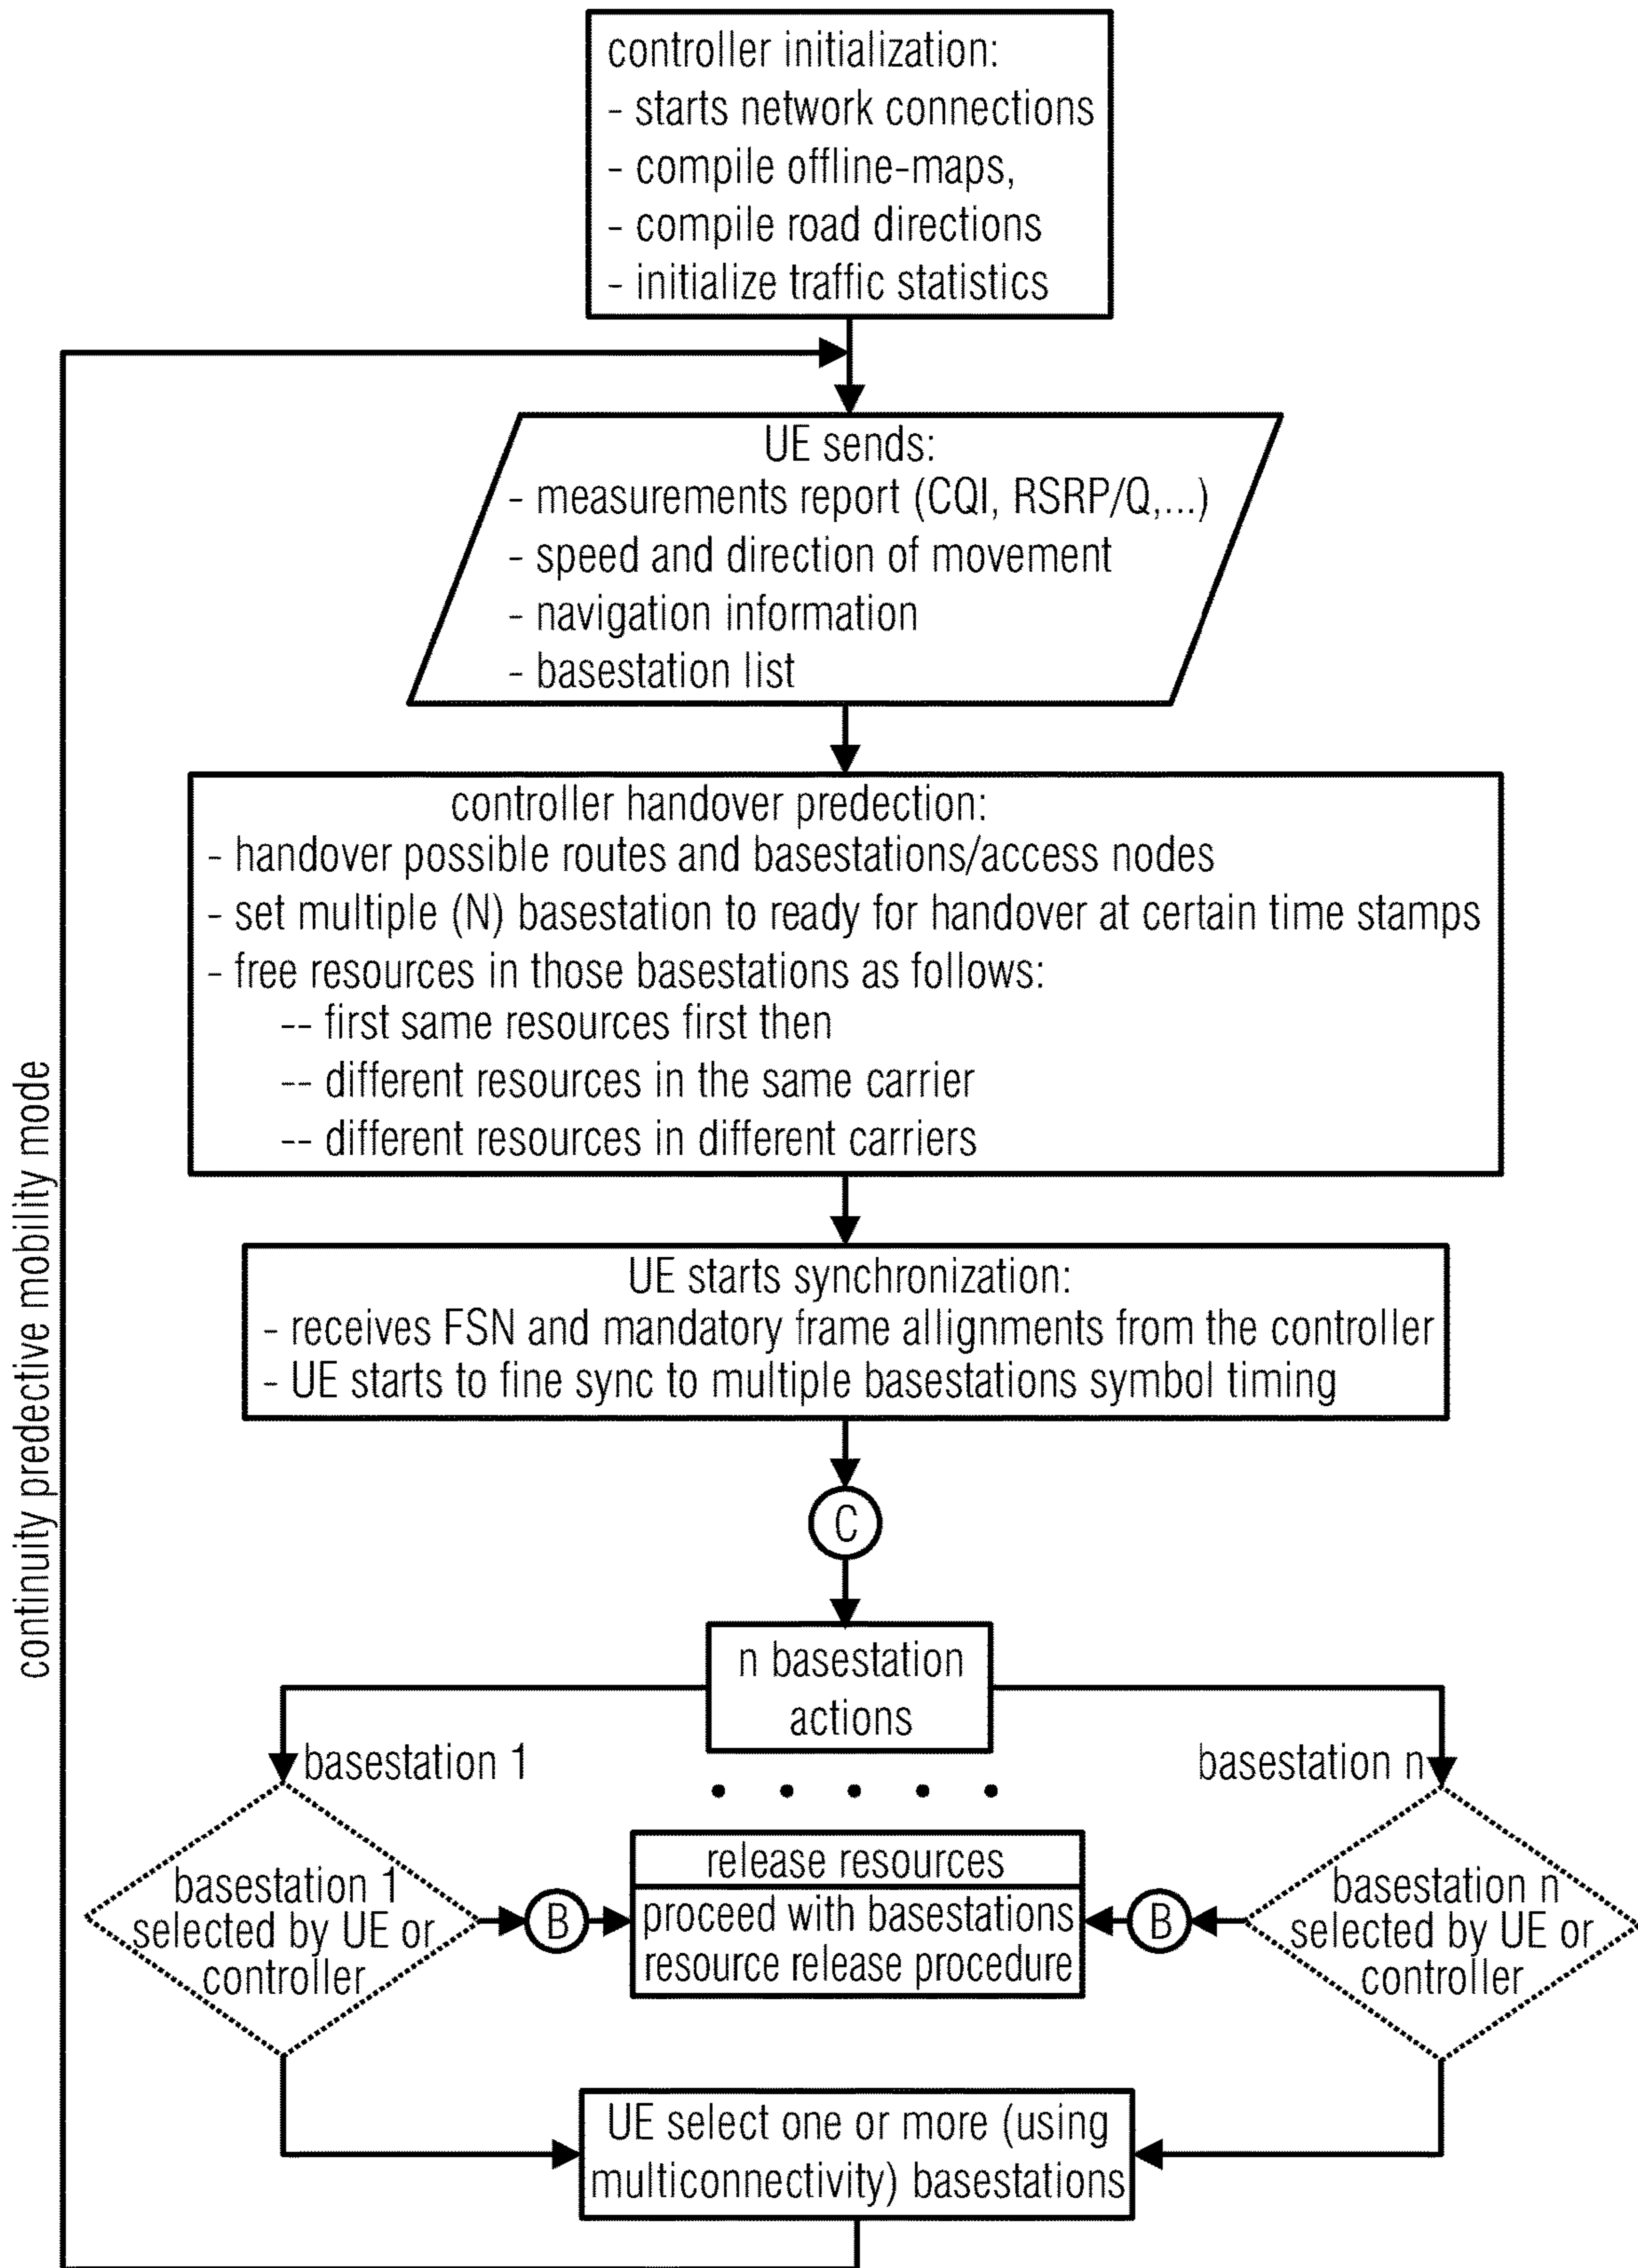 controller initialization:
- starts network connections
- compile offline-maps,
- compile road directions
- initialize traffic statistics
UE sends:
- measurements report (CQI, RSRP/Q,...)
- speed and direction of movement
- navigation information
- basestation list
controller handover predection:
- handover possible routes and basestations/access nodes
- set multiple (N) basestation to ready for handover at certain time stamps
- free resources in those basestations as follows:
-- first same resources first then
-- different resources in the same carrier
-- different resources in different carriers
continuity predective mobility mode
UE starts synchronization:
- receives FSN and mandatory frame allignments from the controller
- UE starts to fine sync to multiple basestations symbol timing
C
n basestation
actions
basestation 1
basestation n
basestation 1
selected by UE or
controller
B
release resources
proceed with basestations
resource release procedure
B
basestation n
selected by UE or
controller
UE select one or more (using
multiconnectivity) basestations